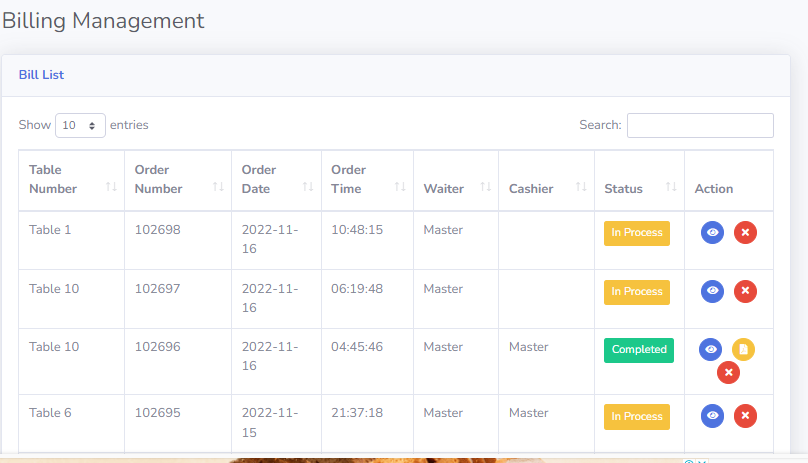 Billing Management
Bill List
Show 10 entries Search:
Table Order Order Order
Number Number Date Time Waiter Cashier Status Action
Table 1 102698 2022-11- 10:48:15 Master In Process
16
Table 10 102697 2022-11- 06:19:48 Master In Process
16
Table 10 102696 2022-11- 04:45:46 Master Master Completed
16
Table 6 102695 2022-11- 21:37:18 Master Master In Process
15